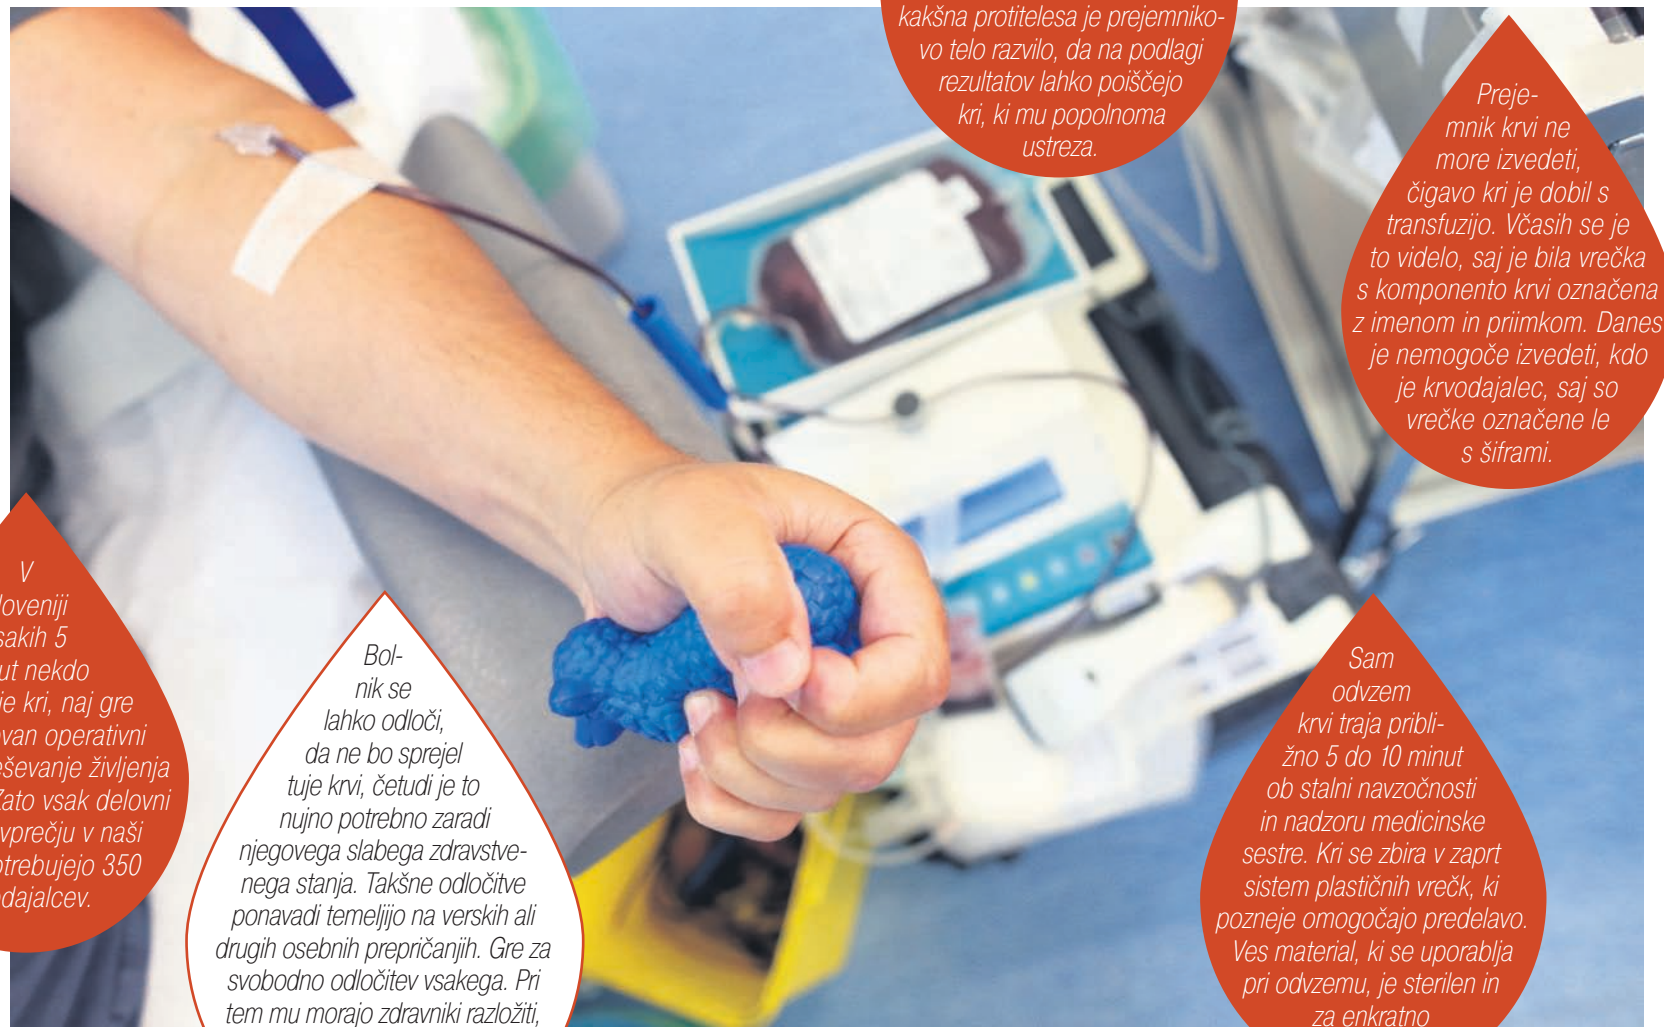 kakšna protitelesa je prejemniko-
vo telo razvilo, da na podlagi
rezultatov lahko poiščejo
kri, ki mu popolnoma
ustreza.
Preje-
mnik krvi ne
more izvedeti,
čigavo kri je dobil s
transfuzijo. Včasih se je
to videlo, saj je bila vrečka
s komponento krvi označena
z imenom in priimkom. Danes
je nemogoče izvedeti, kdo
je krvodajalec, saj so
vrečke označene le
s šiframi.
V
loveniji
sakih 5
ut nekdo
je kri, naj gre
van operativni
eševanje življenja
Zato vsak delovni
vprečju v naši
otrebujejo 350
odajalcev.
Bol-
nik se
lahko odloči,
da ne bo sprejel
tuje krvi, četudi je to
nujno potrebno zaradi
njegovega slabega zdravstve-
nega stanja. Takšne odločitve
ponavadi temeljijo na verskih ali
drugih osebnih prepričanjih. Gre za
svobodno odločitev vsakega. Pri
tem mu morajo zdravniki razložiti,
Sam
odvzem
krvi traja pribli-
žno 5 do 10 minut
ob stalni navzočnosti
in nadzoru medicinske
sestre. Kri se zbira v zaprt
sistem plastičnih vrečk, ki
pozneje omogočajo predelavo.
Ves material, ki se uporablja
pri odvzemu, je sterilen in
za enkratno